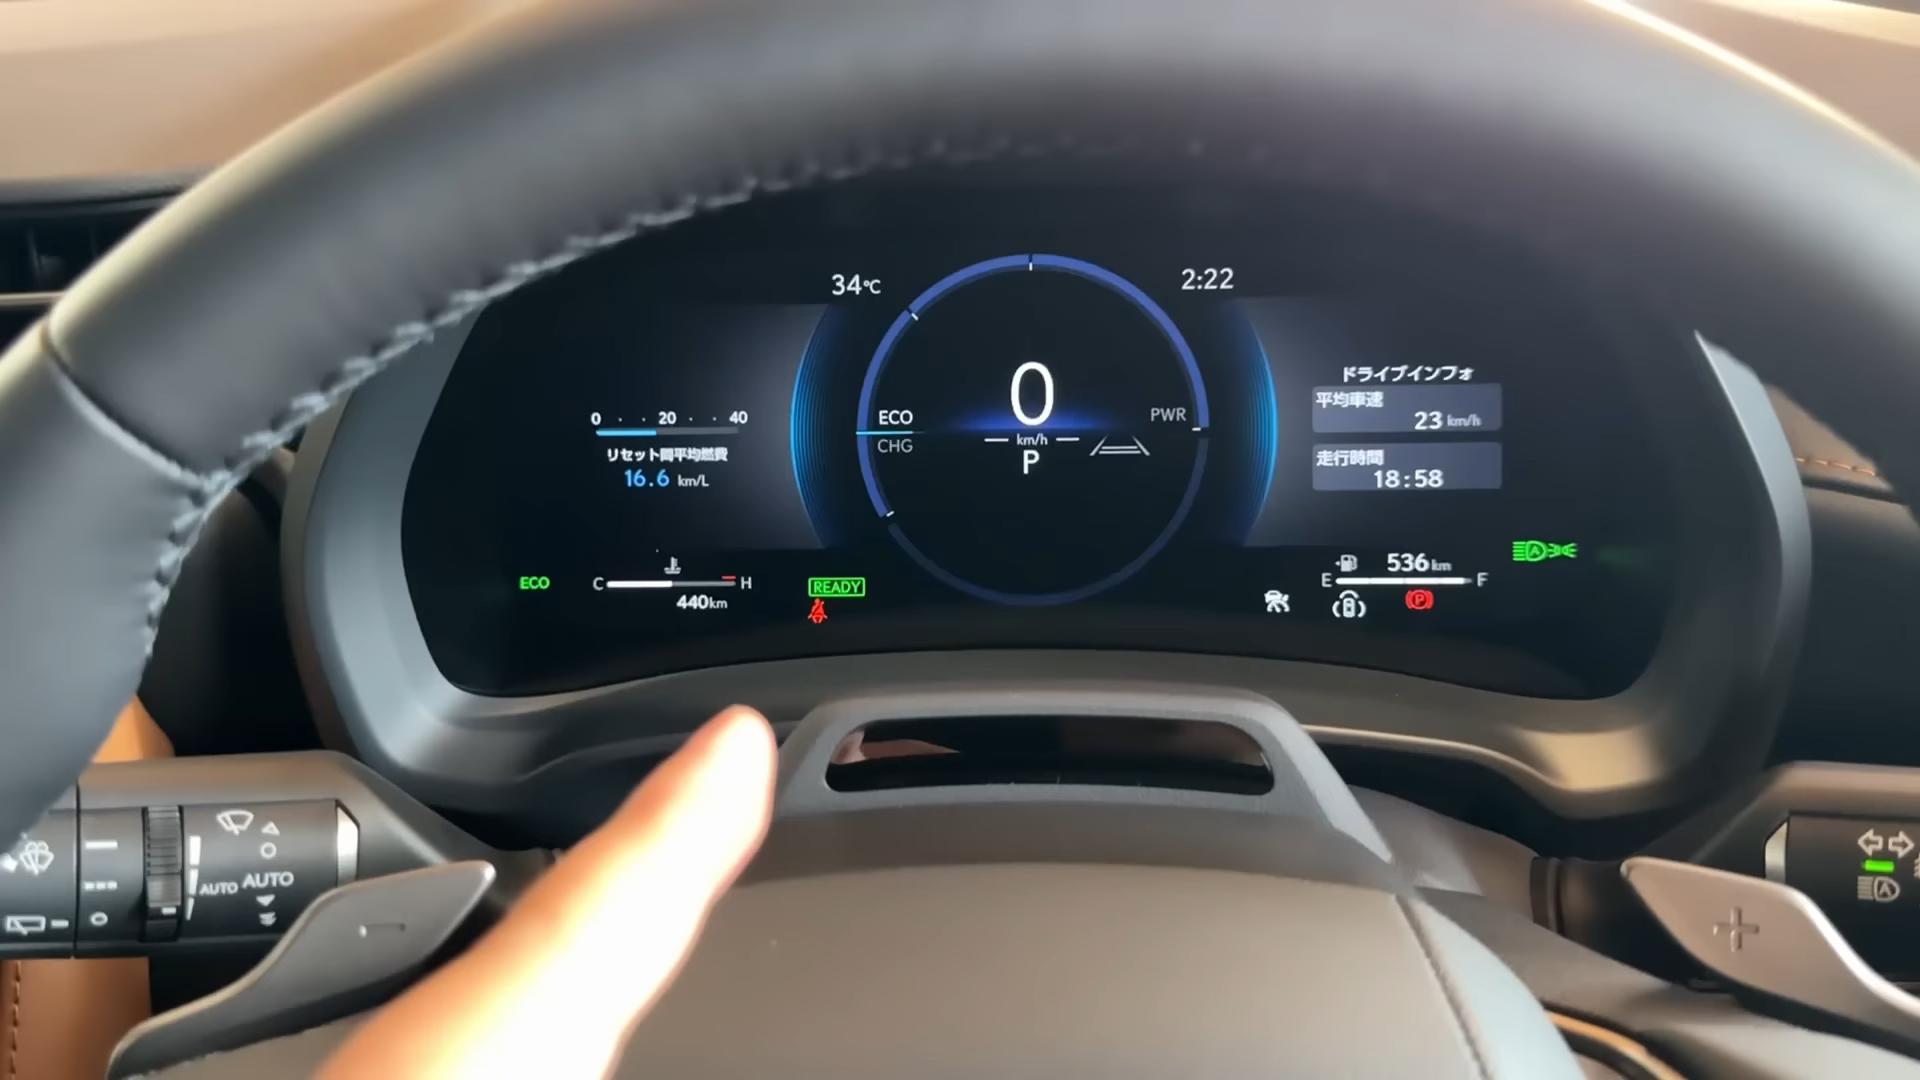 34℃
2:22
0 · · 20 · · 40
リセット間平均燃費
16.6 km/L
ECO
CHG
0
km/h
P
PWR
ドライブインフォ
平均車速
23 km/h
走行時間
18:58
ECO
C H
440km
READY
536km
E F
P
A
AUTO AUTO
A